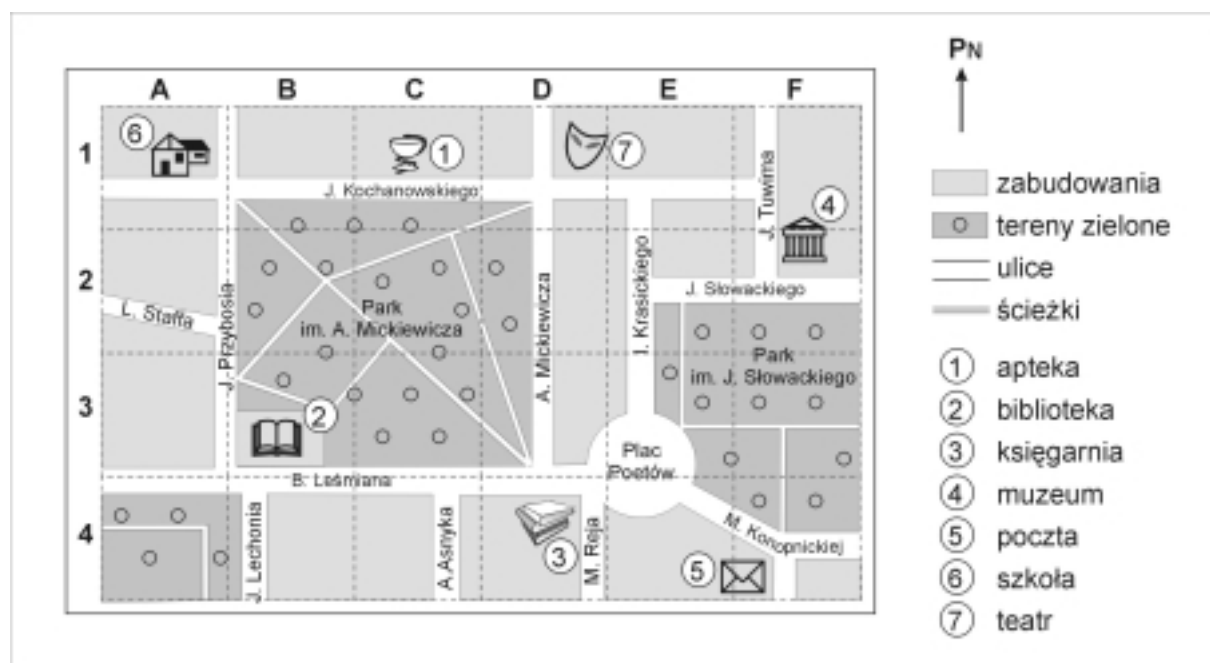 A B C D E F
1
2
3
4
6
1
7
J. Kochanowskiego
J. Tuwima
4
L. Staffa
J. Przybosia
Park
im. A. Mickiewicza
A. Mickiewicza
I. Krasickiego
J. Słowackiego
Park
im. J. Słowackiego
2
Plac
Poetów
B. Leśmiana
J. Lechonia
A.Asnyka
3
M. Reja
5
M. Konopnickiej
PN
zabudowania
tereny zielone
ulice
ścieżki
1 apteka
2 biblioteka
3 księgarnia
4 muzeum
5 poczta
6 szkoła
7 teatr